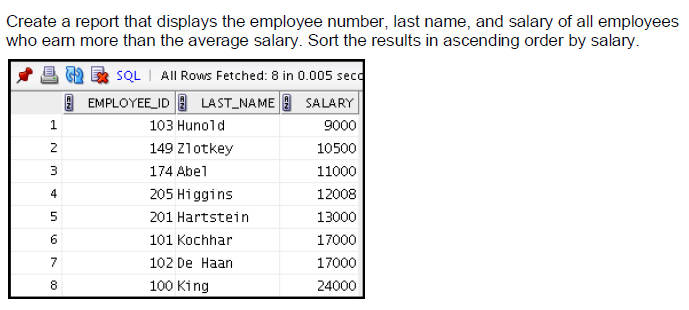 Create a report that displays the employee number, last name, and salary of all employees
who earn more than the average salary. Sort the results in ascending order by salary.
SQL | All Rows Fetched: 8 in 0.005 secc
EMPLOYEE_ID LAST_NAME SALARY
1 103 Hunold 9000
2 149 Zlotkey 10500
3 174 Abel 11000
4 205 Higgins 12008
5 201 Hartstein 13000
6 101 Kochhar 17000
7 102 De Haan 17000
8 100 King 24000